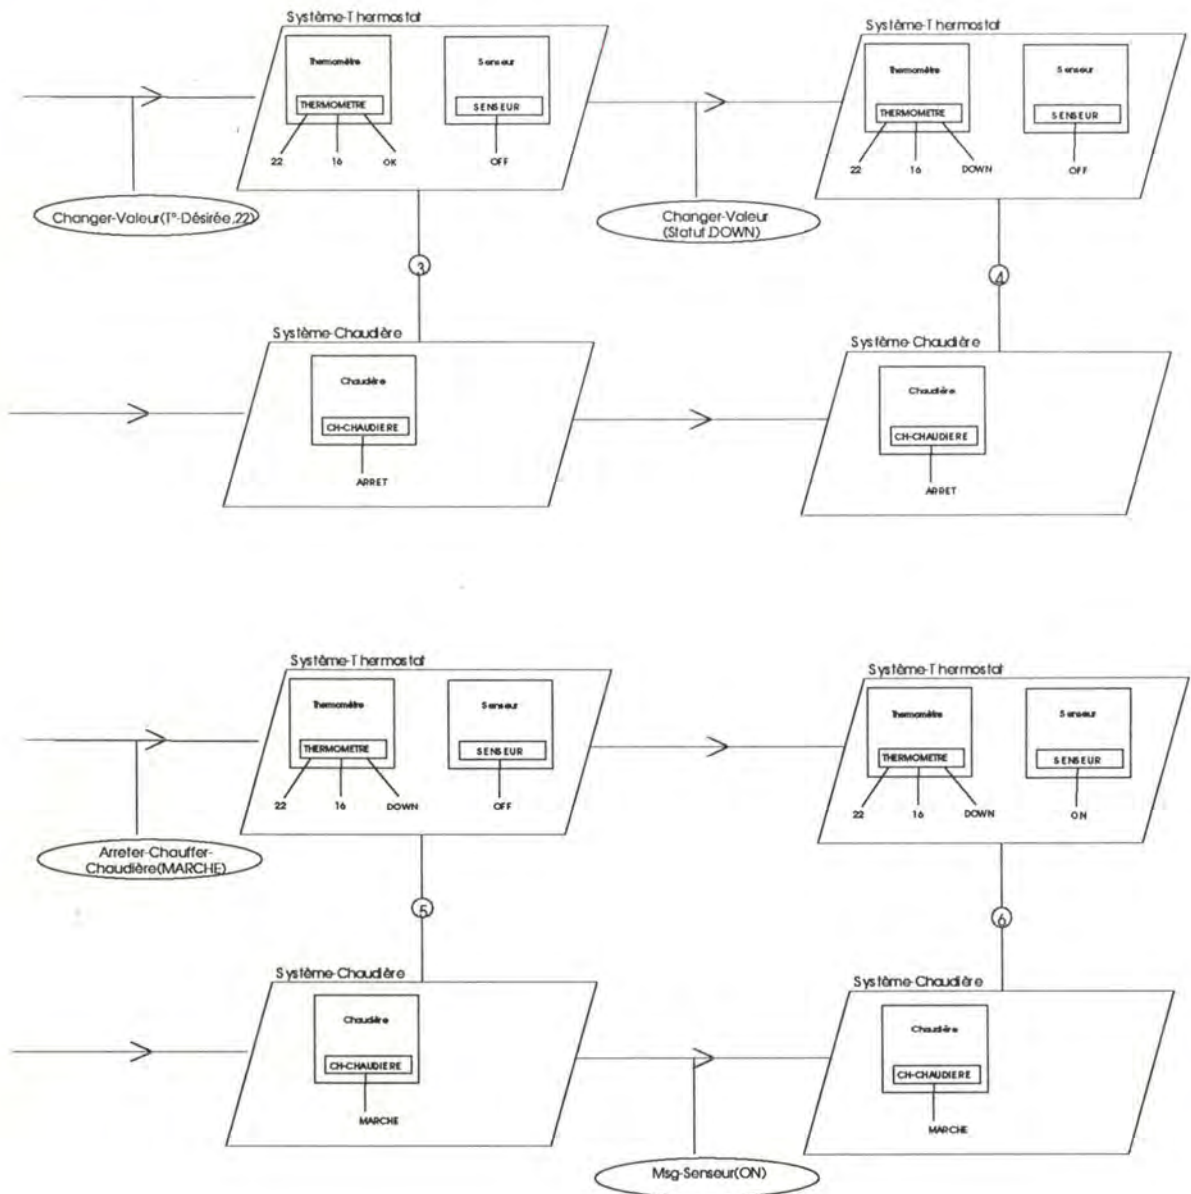 Système-Thermostat
Thermomètre
Senseur
THERMOMETRE
SENSEUR
22
16
OK
OFF
Changer-Valeur(T°-Désirée,22)
Système-Thermostat
Thermomètre
Senseur
THERMOMETRE
SENSEUR
22
16
DOWN
OFF
Changer-Valeur
(Statut,DOWN)
3
4
Système-Chaudière
Chaudière
CH-CHAUDIERE
ARRET
Système-Chaudière
Chaudière
CH-CHAUDIERE
ARRET
Système-Thermostat
Thermomètre
Senseur
THERMOMETRE
SENSEUR
22
16
DOWN
OFF
Arreter-Chauffer-
Chaudière(MARCHE)
Système-Thermostat
Thermomètre
Senseur
THERMOMETRE
SENSEUR
22
16
DOWN
ON
5
6
Système-Chaudière
Chaudière
CH-CHAUDIERE
MARCHE
Système-Chaudière
Chaudière
CH-CHAUDIERE
MARCHE
Msg-Senseur(ON)